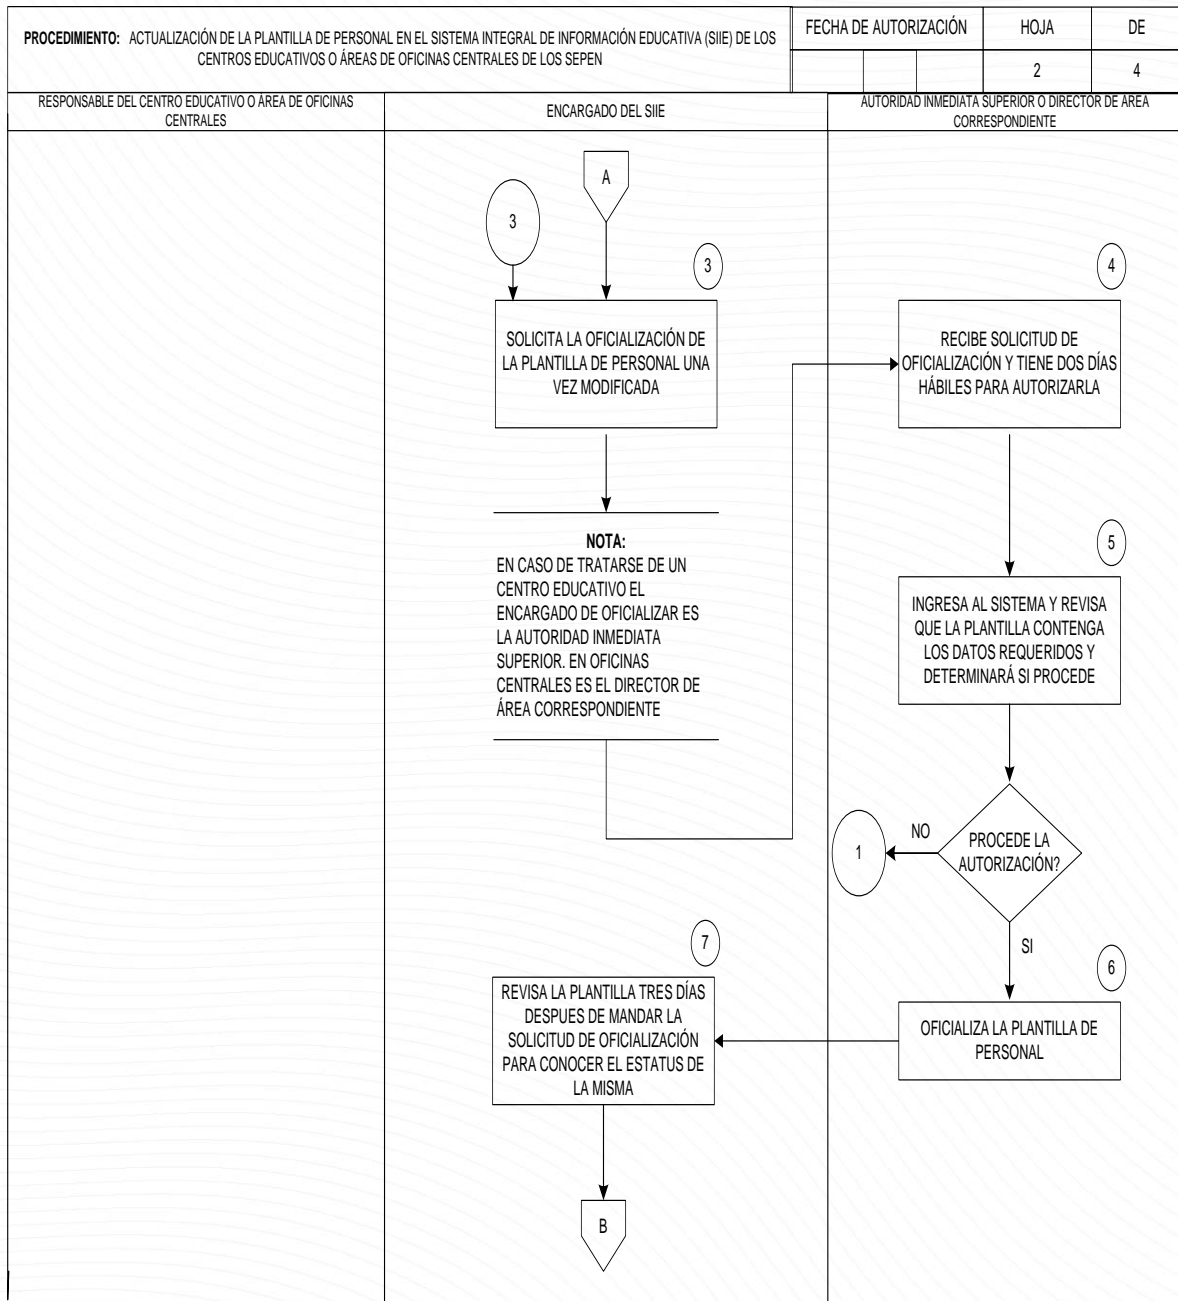 PROCEDIMIENTO: ACTUALIZACIÓN DE LA PLANTILLA DE PERSONAL EN EL SISTEMA INTEGRAL DE INFORMACIÓN EDUCATIVA (SIIE) DE LOS
CENTROS EDUCATIVOS O ÁREAS DE OFICINAS CENTRALES DE LOS SEPEN
FECHA DE AUTORIZACIÓN
HOJA
DE
2
4
RESPONSABLE DEL CENTRO EDUCATIVO O ÁREA DE OFICINAS
CENTRALES
ENCARGADO DEL SIIE
AUTORIDAD INMEDIATA SUPERIOR O DIRECTOR DE ÁREA
CORRESPONDIENTE
A
3
3
SOLICITA LA OFICIALIZACIÓN DE
LA PLANTILLA DE PERSONAL UNA
VEZ MODIFICADA
4
RECIBE SOLICITUD DE
OFICIALIZACIÓN Y TIENE DOS DÍAS
HÁBILES PARA AUTORIZARLA
NOTA:
EN CASO DE TRATARSE DE UN
CENTRO EDUCATIVO EL
ENCARGADO DE OFICIALIZAR ES
LA AUTORIDAD INMEDIATA
SUPERIOR. EN OFICINAS
CENTRALES ES EL DIRECTOR DE
ÁREA CORRESPONDIENTE
5
INGRESA AL SISTEMA Y REVISA
QUE LA PLANTILLA CONTENGA
LOS DATOS REQUERIDOS Y
DETERMINARÁ SI PROCEDE
PROCEDE LA
AUTORIZACIÓN?
NO
1
SI
6
OFICIALIZA LA PLANTILLA DE
PERSONAL
7
REVISA LA PLANTILLA TRES DÍAS
DESPUES DE MANDAR LA
SOLICITUD DE OFICIALIZACIÓN
PARA CONOCER EL ESTATUS DE
LA MISMA
B